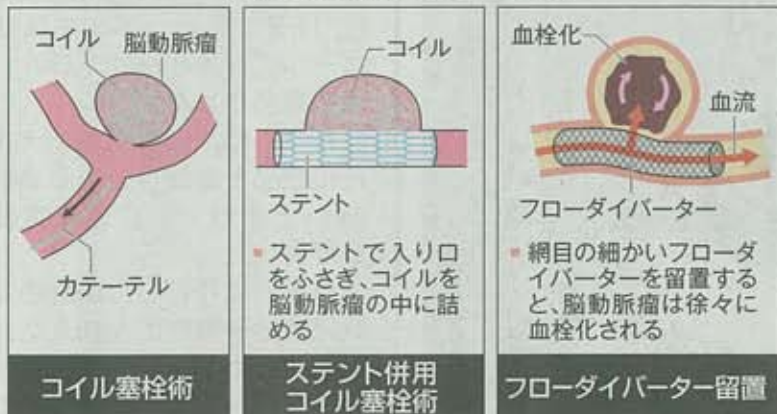 コイル
脳動脈瘤
カテーテル
コイル塞栓術
コイル
ステント
■ステントで入り口
をふさぎ、コイルを
脳動脈瘤の中に詰
める
ステント併用
コイル塞栓術
血栓化
血流
フローダイバーター
■網目の細かいフローダ
イバーターを留置する
と、脳動脈瘤は徐々に
血栓化される
フローダイバーター留置